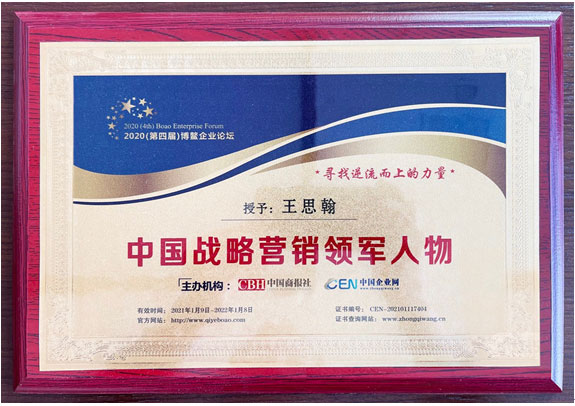 2020 (4th) Boao Enterprise Forum
2020(第四届)博鳌企业论坛
*寻找逆流而上的力量*
授予：王思翰
中国战略营销领军人物
主办机构： CBH 中国商报社 CEN 中国企业网
www.zhongqiwang.cn
有效时间：2021年1月9日-2022年1月8日 证书编号：CEN-202101117404
官方网站：http://www.qiyeboao.com 证书查询网站：www.zhongqiwang.cn